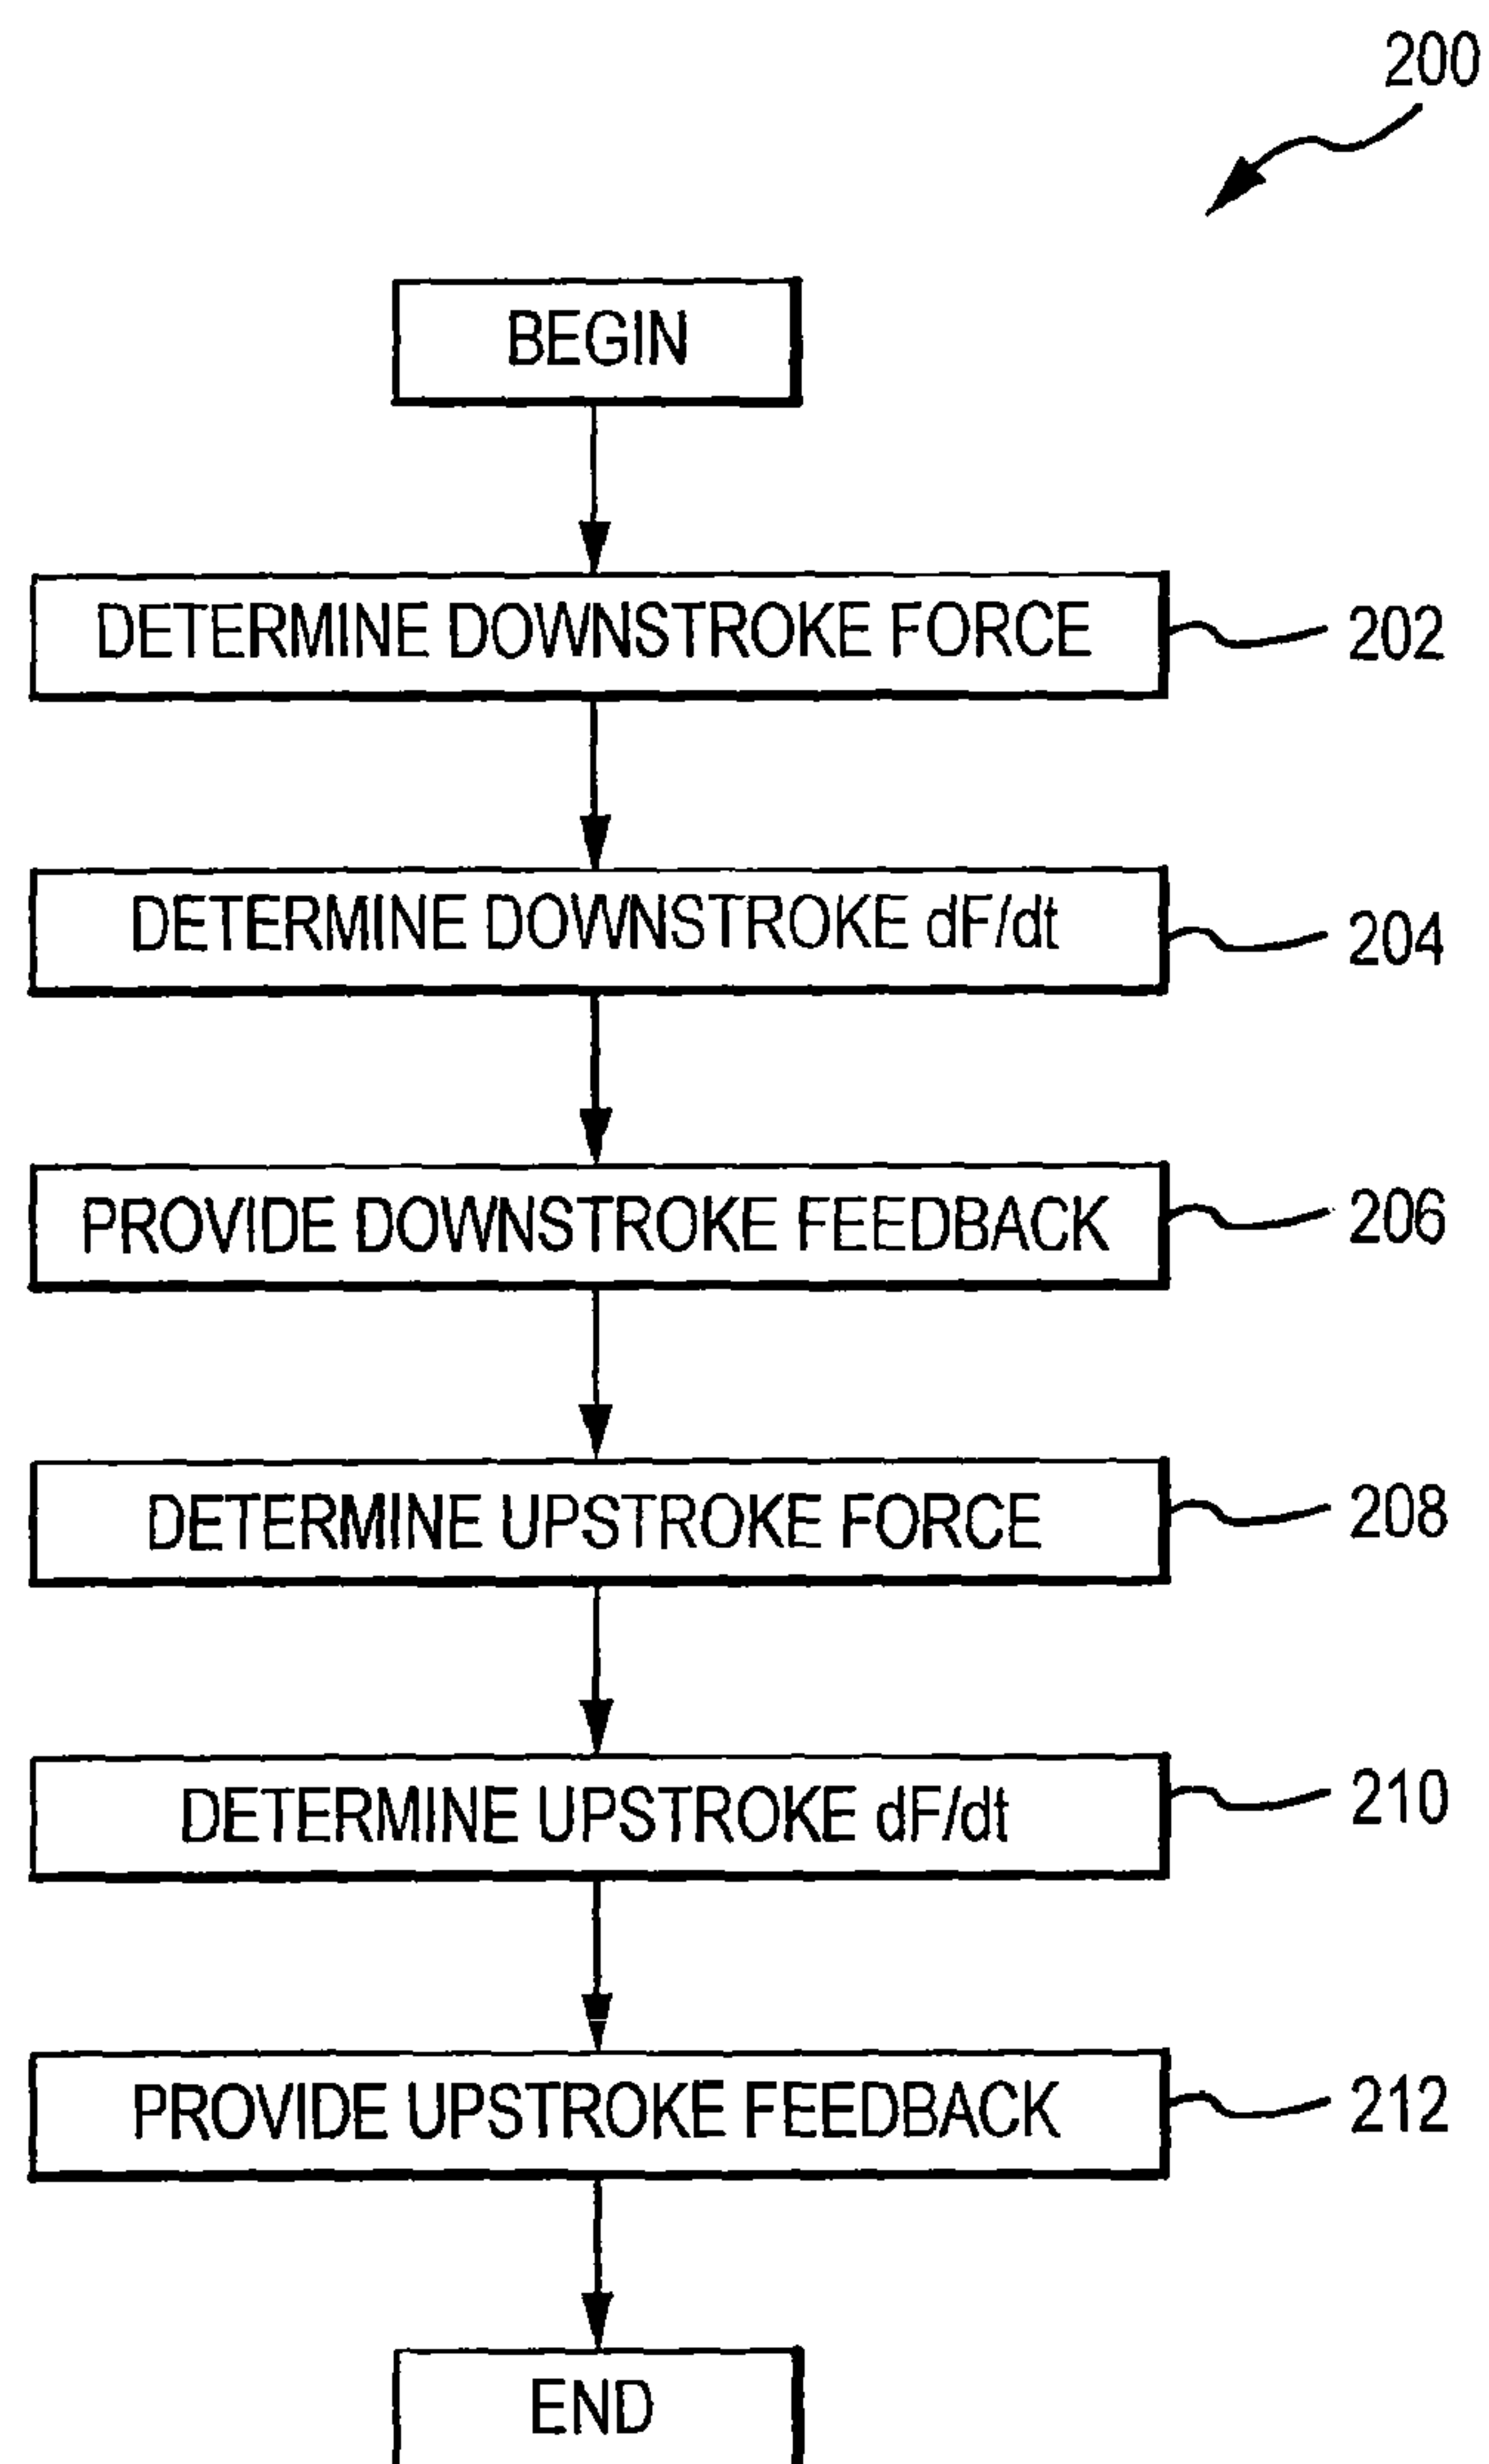 200
BEGIN
DETERMINE DOWNSTROKE FORCE
202
DETERMINE DOWNSTROKE dF/dt
204
PROVIDE DOWNSTROKE FEEDBACK
206
DETERMINE UPSTROKE FORCE
208
DETERMINE UPSTROKE dF/dt
210
PROVIDE UPSTROKE FEEDBACK
212
END